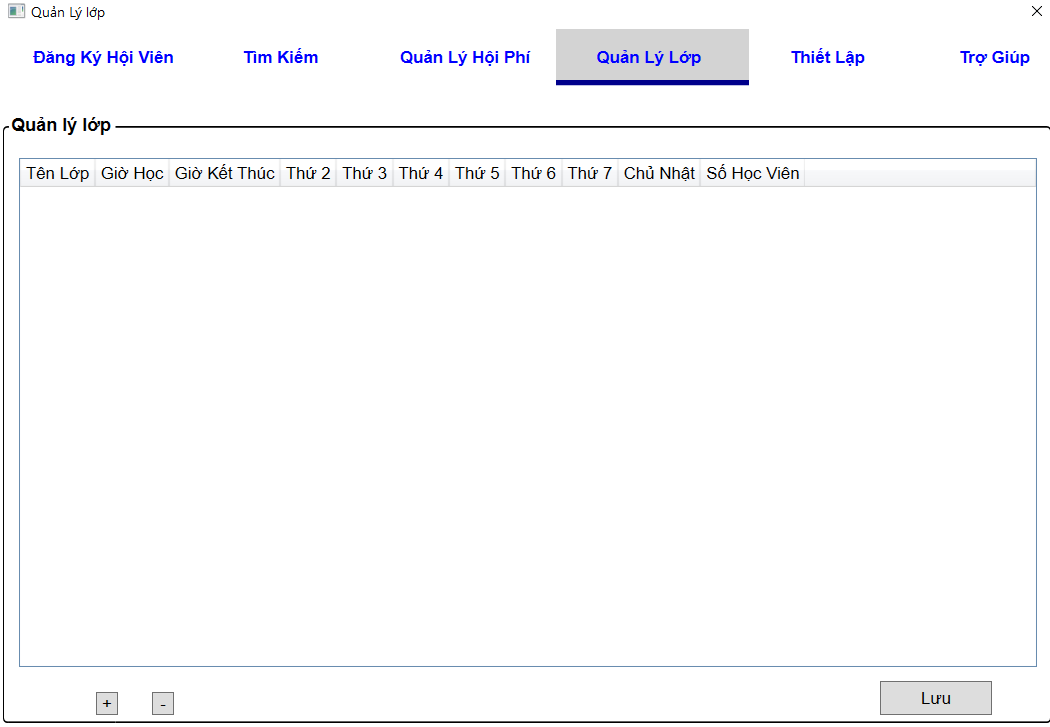 Quản Lý lớp
Đăng Ký Hội Viên Tìm Kiếm Quản Lý Hội Phí Quản Lý Lớp Thiết Lập Trợ Giúp
Quản lý lớp
Tên Lớp Giờ Học Giờ Kết Thúc Thứ 2 Thứ 3 Thứ 4 Thứ 5 Thứ 6 Thứ 7 Chủ Nhật Số Học Viên
+ - Lưu